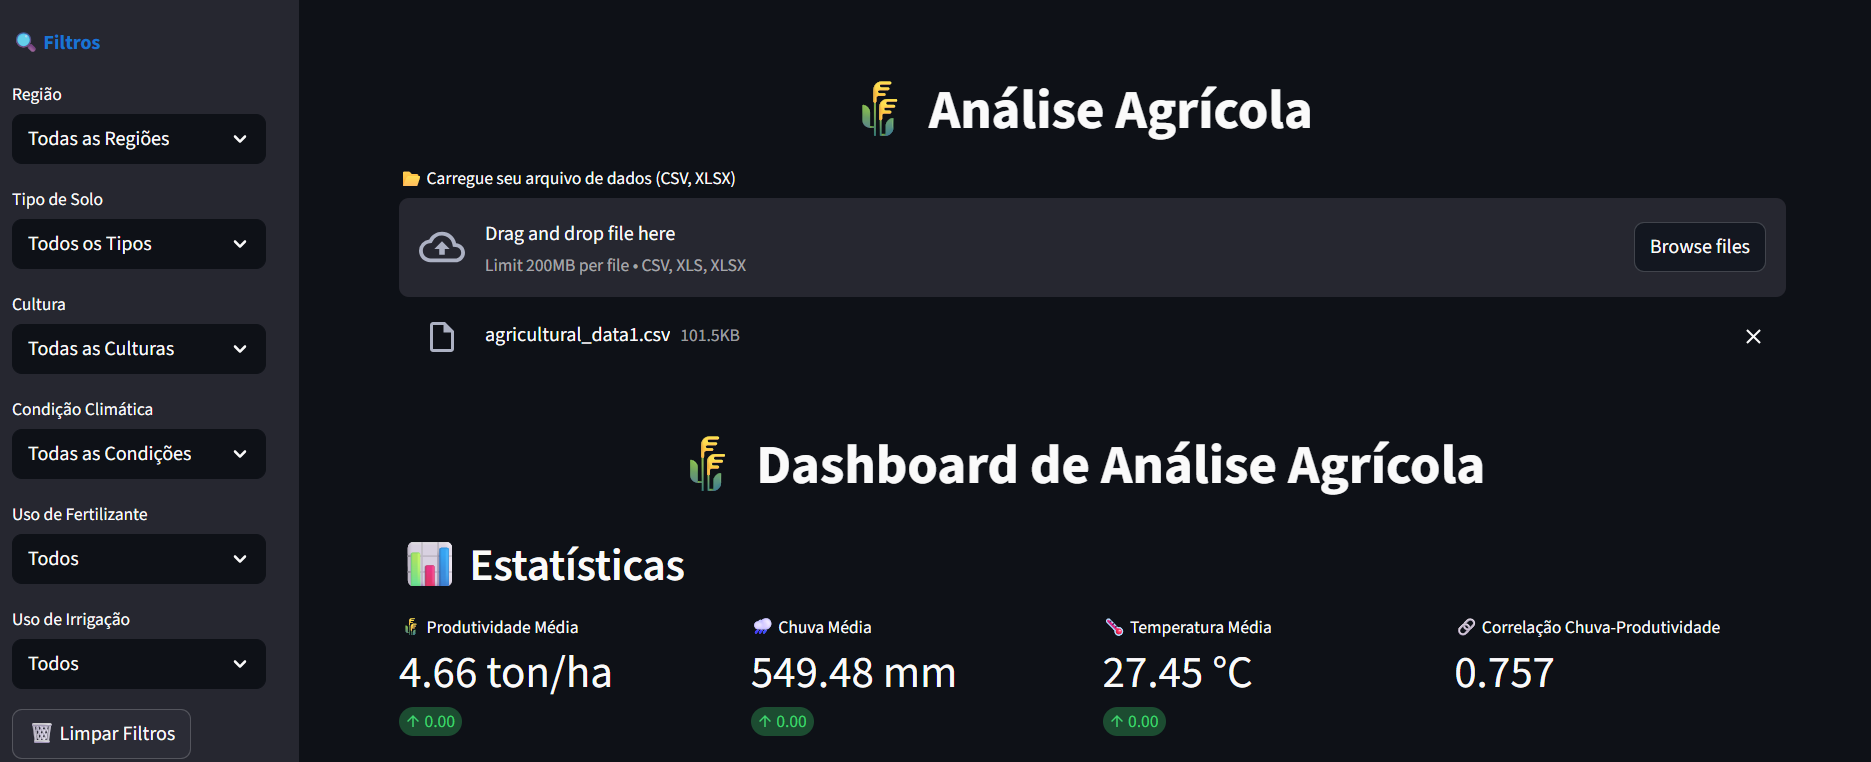 Filtros
Região
Todas as Regiões
Tipo de Solo
Todos os Tipos
Cultura
Todas as Culturas
Condição Climática
Todas as Condições
Uso de Fertilizante
Todos
Uso de Irrigação
Todos
Limpar Filtros
Análise Agrícola
Carregue seu arquivo de dados (CSV, XLSX)
Drag and drop file here
Limit 200MB per file • CSV, XLS, XLSX
Browse files
agricultural_data1.csv 101.5KB
Dashboard de Análise Agrícola
Estatísticas
Produtividade Média
4.66 ton/ha
↑ 0.00
Chuva Média
549.48 mm
↑ 0.00
Temperatura Média
27.45 °C
↑ 0.00
Correlação Chuva-Produtividade
0.757